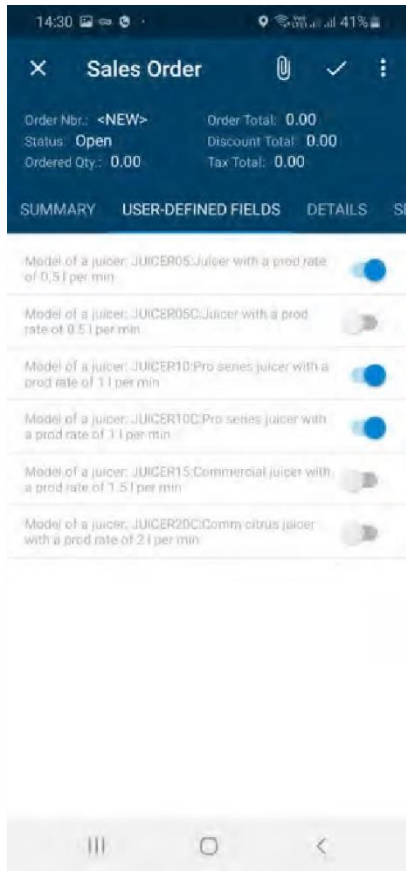 14:30 41%
Sales Order
Order Nbr.: <NEW> Order Total: 0.00
Status: Open Discount Total: 0.00
Ordered Qty.: 0.00 Tax Total: 0.00
SUMMARY USER-DEFINED FIELDS DETAILS S
Model of a juicer: JUICER05:Juicer with a prod rate
of 0,5 l per min
Model of a juicer: JUICER05C:Juicer with a prod
rate of 0.5 l per min
Model of a juicer: JUICER10:Pro series juicer with a
prod rate of 1 l per min
Model of a juicer: JUICER10C:Pro series juicer with
a prod rate of 1 l per min
Model of a juicer: JUICER15:Commercial juicer with
a prod rate of 1.5 l per min
Model of a juicer: JUICER20C:Comm citrus juicer
with a prod rate of 2 l per min